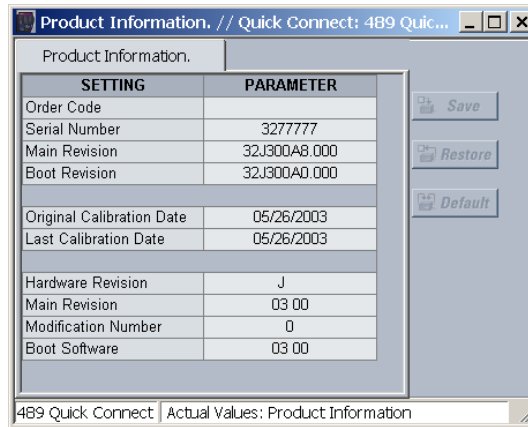 Product Information. // Quick Connect: 489 Quic...
Product Information.
SETTING PARAMETER
Order Code
Serial Number 3277777
Main Revision 32J300A8.000
Boot Revision 32J300A0.000
Original Calibration Date 05/26/2003
Last Calibration Date 05/26/2003
Hardware Revision J
Main Revision 03 00
Modification Number 0
Boot Software 03 00
Save
Restore
Default
489 Quick Connect Actual Values: Product Information